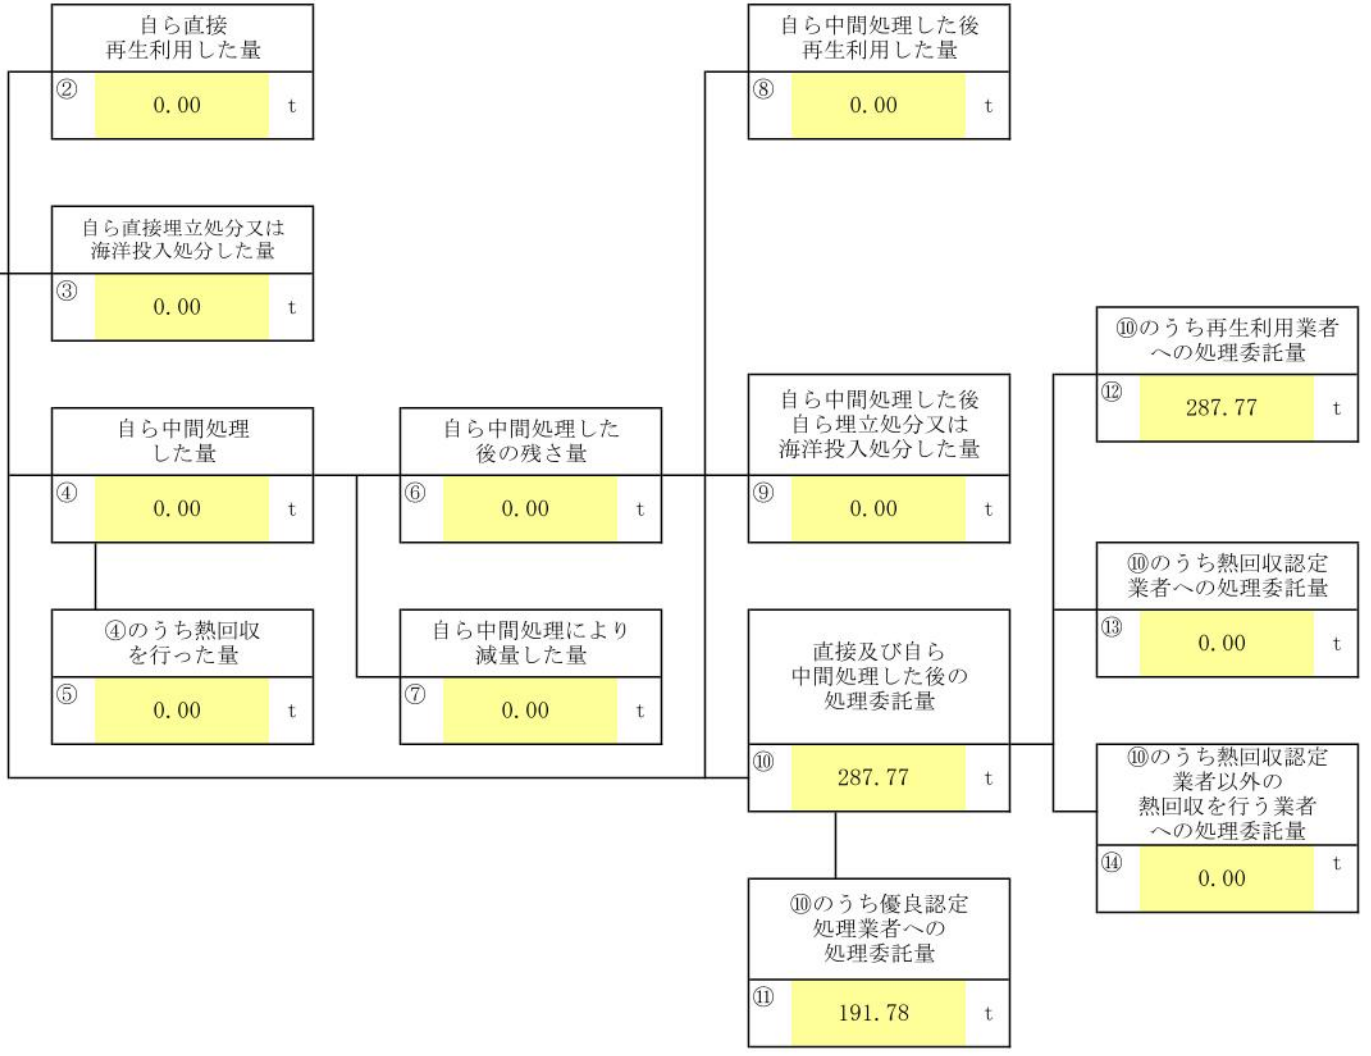 自ら直接
再生利用した量
②
0.00
t
自ら中間処理した後
再生利用した量
⑧
0.00
t
自ら直接埋立処分又は
海洋投入処分した量
③
0.00
t
⑩のうち再生利用業者
への処理委託量
⑫
287.77
t
自ら中間処理
した量
④
0.00
t
自ら中間処理した
後の残さ量
⑥
0.00
t
自ら中間処理した後
自ら埋立処分又は
海洋投入処分した量
⑨
0.00
t
⑩のうち熱回収認定
業者への処理委託量
⑬
0.00
t
④のうち熱回収
を行った量
⑤
0.00
t
自ら中間処理により
減量した量
⑦
0.00
t
直接及び自ら
中間処理した後の
処理委託量
⑩
287.77
t
⑩のうち熱回収認定
業者以外の
熱回収を行う業者
への処理委託量
⑭
0.00
t
⑩のうち優良認定
処理業者への
処理委託量
⑪
191.78
t